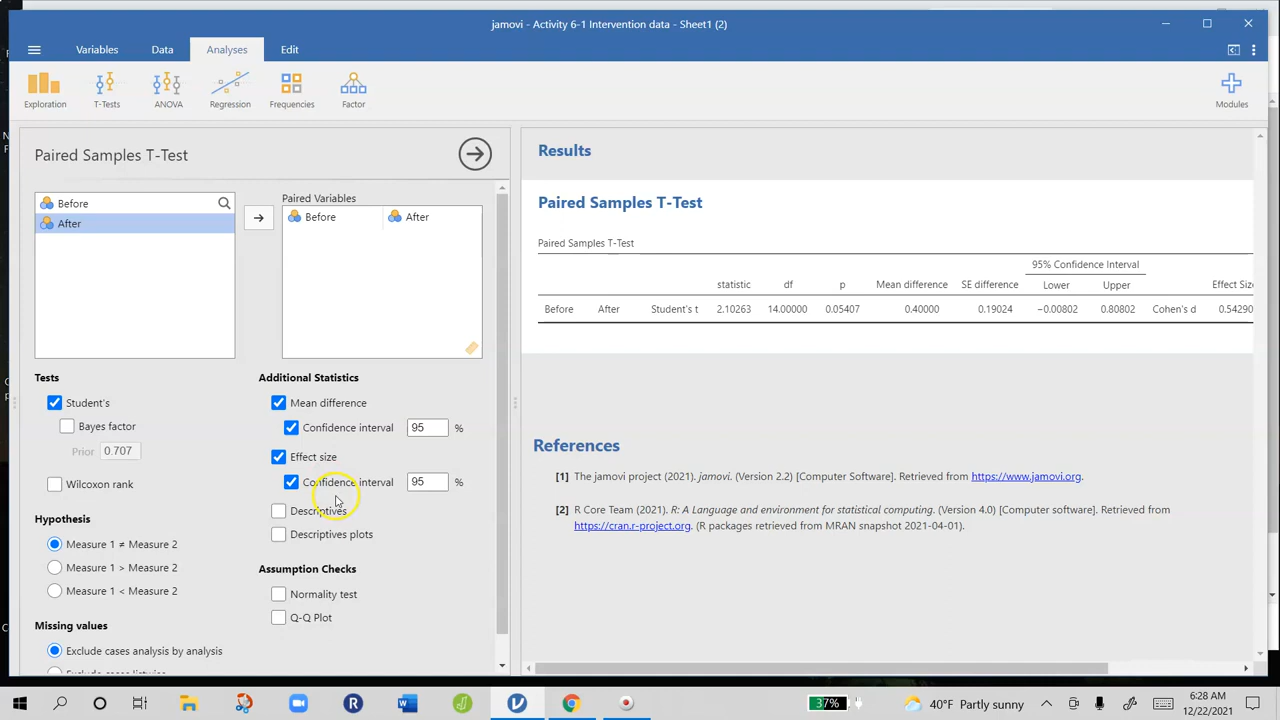 jamovi - Activity 6-1 Intervention data - Sheet1 (2)
Variables Data Analyses Edit
Exploration T-Tests ANOVA Regression Frequencies Factor Modules
Paired Samples T-Test
Before
After
Paired Variables
Before After
Tests
Student's
Bayes factor
Prior 0.707
Wilcoxon rank
Hypothesis
Measure 1 ≠ Measure 2
Measure 1 > Measure 2
Measure 1 < Measure 2
Missing values
Exclude cases analysis by analysis
Additional Statistics
Mean difference
Confidence interval 95 %
Effect size
Confidence interval 95 %
Descriptives
Descriptives plots
Assumption Checks
Normality test
Q-Q Plot
Results
Paired Samples T-Test
Paired Samples T-Test
95% Confidence Interval
statistic df p Mean difference SE difference Lower Upper Effect Size
Before After Student's t 2.10263 14.00000 0.05407 0.40000 0.19024 −0.00802 0.80802 Cohen's d 0.54290
References
[1] The jamovi project (2021). jamovi. (Version 2.2) [Computer Software]. Retrieved from https://www.jamovi.org.
[2] R Core Team (2021). R: A Language and environment for statistical computing. (Version 4.0) [Computer software]. Retrieved from
https://cran.r-project.org. (R packages retrieved from MRAN snapshot 2021-04-01).
37% 40°F Partly sunny
6:28 AM
12/22/2021